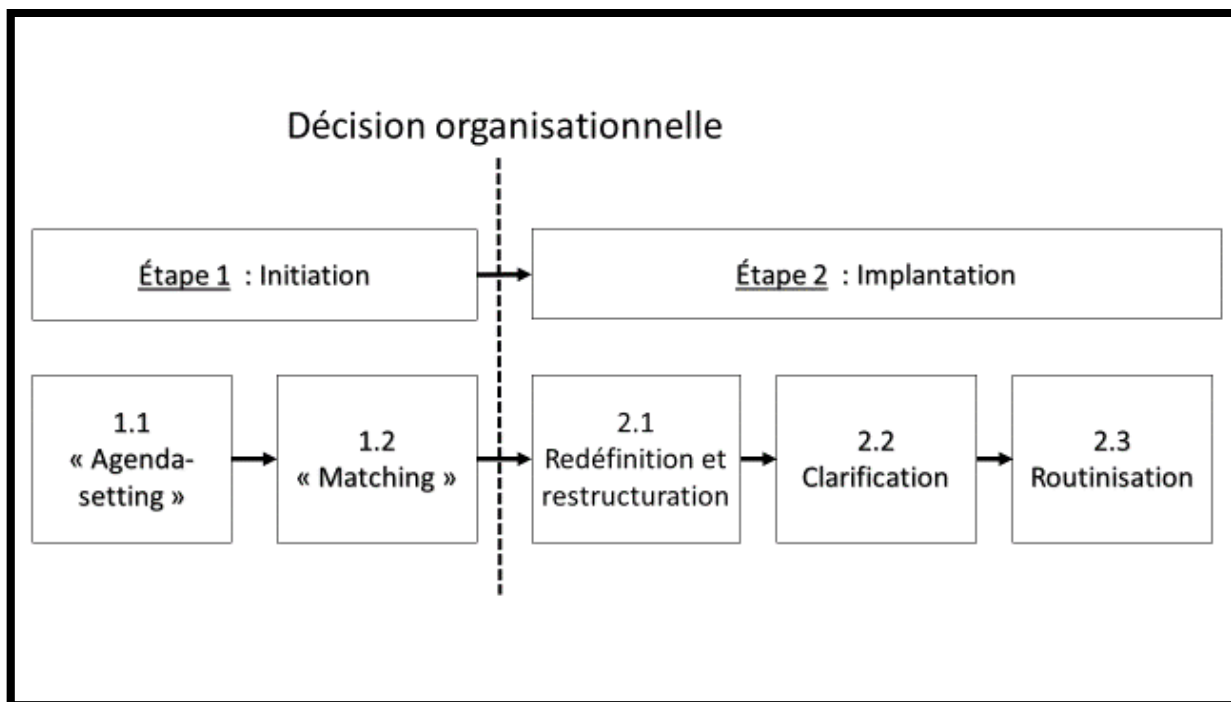 Décision organisationnelle
Étape 1  : Initiation
Étape 2  : Implantation
1.1
« Agenda-
setting »
1.2
« Matching »
2.1
Redéfinition et
restructuration
2.2
Clarification
2.3
Routinisation